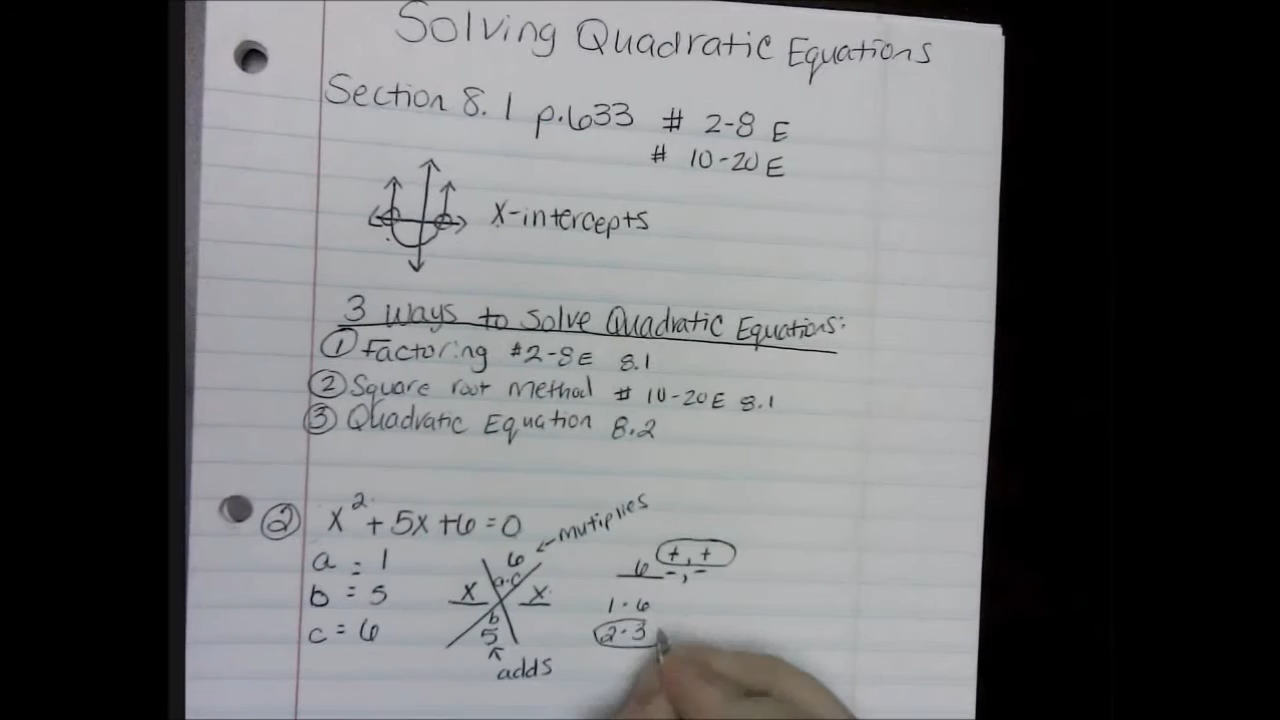 Solving Quadratic Equations
Section 8.1 p.633 # 2-8 E
# 10-20 E
x-intercepts
3 Ways to Solve Quadratic Equations:
① Factoring #2-8E 8.1
② Square root method # 10-20E 8.1
③ Quadratic Equation 8.2
② x² + 5x + 6 = 0
mutiplies
a = 1
6
a·c
6 +, +
-, -
b = 5
x x
1·6
c = 6
b
5
2·3
adds